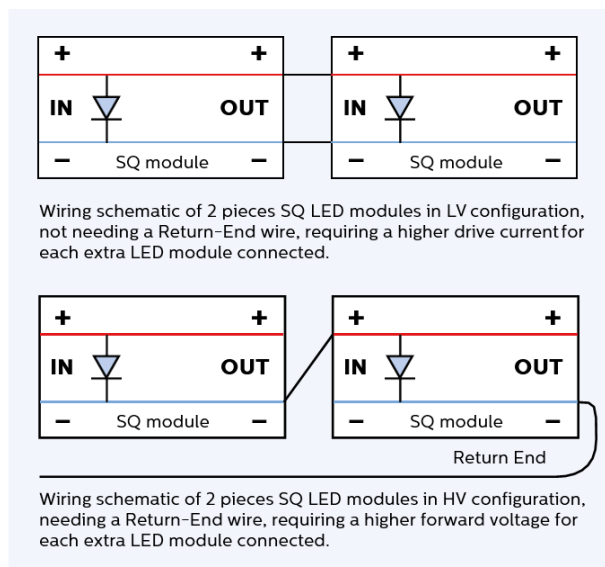 + + + +
IN OUT IN OUT
− SQ module − − SQ module −
Wiring schematic of 2 pieces SQ LED modules in LV configuration,
not needing a Return-End wire, requiring a higher drive current for
each extra LED module connected.
+ + + +
IN OUT IN OUT
− SQ module − − SQ module −
Return End
Wiring schematic of 2 pieces SQ LED modules in HV configuration,
needing a Return-End wire, requiring a higher forward voltage for
each extra LED module connected.